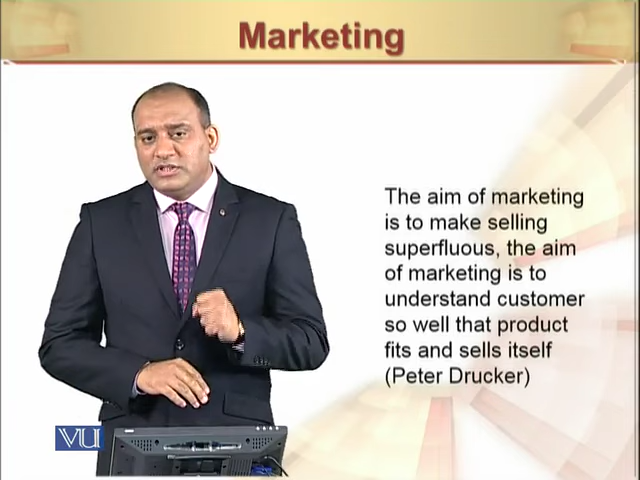 Marketing
The aim of marketing
is to make selling
superfluous, the aim
of marketing is to
understand customer
so well that product
fits and sells itself
(Peter Drucker)
VU